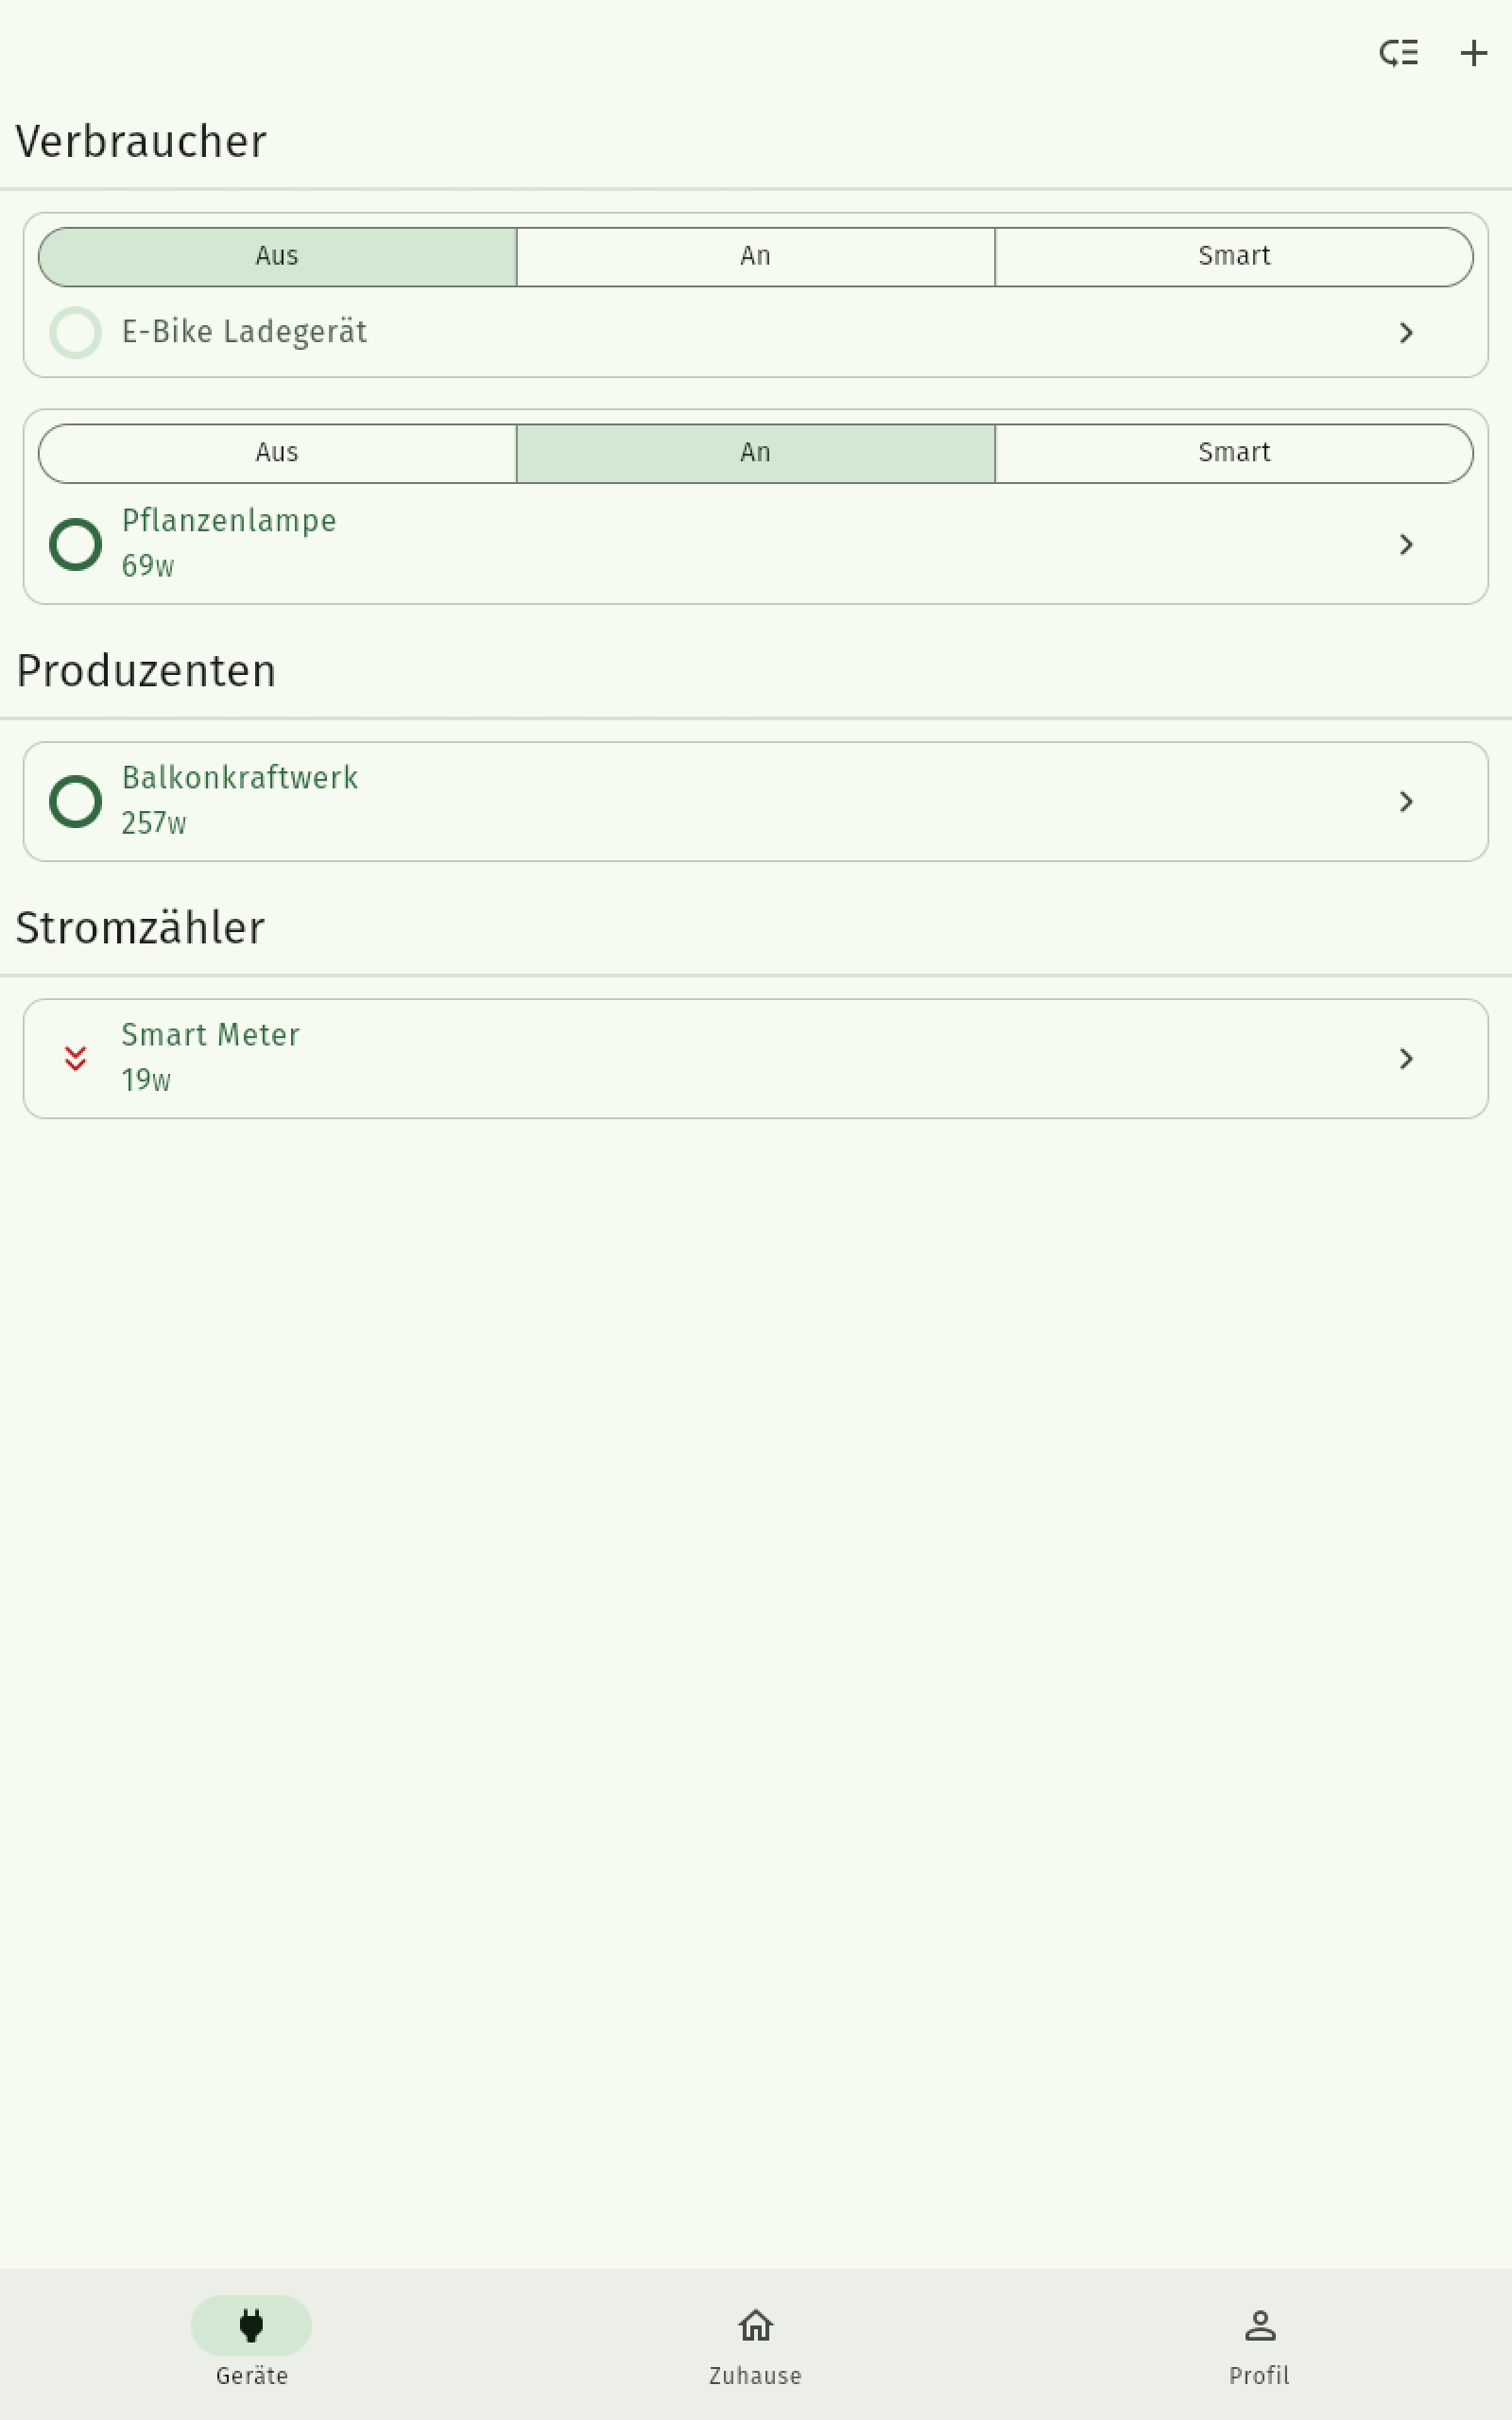 Verbraucher
Aus An Smart
E-Bike Ladegerät
Aus An Smart
Pflanzenlampe
69w
Produzenten
Balkonkraftwerk
257w
Stromzähler
Smart Meter
19w
Geräte Zuhause Profil